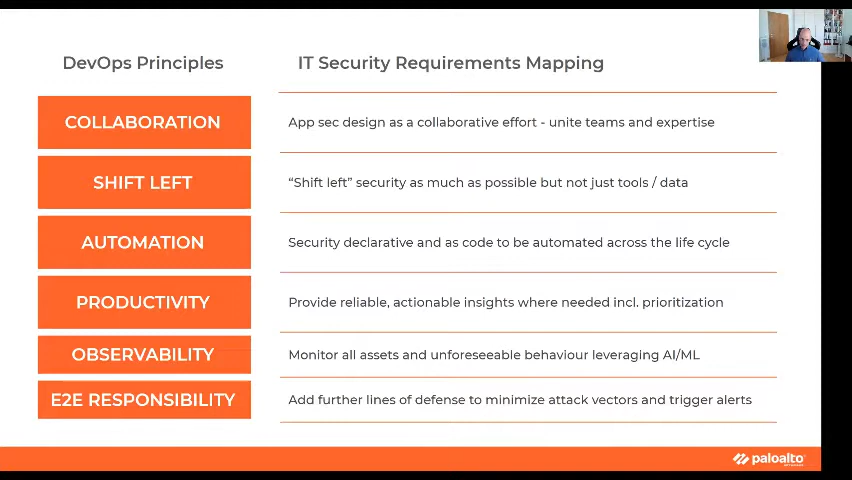 DevOps Principles
IT Security Requirements Mapping
COLLABORATION
App sec design as a collaborative effort - unite teams and expertise
SHIFT LEFT
“Shift left” security as much as possible but not just tools / data
AUTOMATION
Security declarative and as code to be automated across the life cycle
PRODUCTIVITY
Provide reliable, actionable insights where needed incl. prioritization
OBSERVABILITY
Monitor all assets and unforeseeable behaviour leveraging AI/ML
E2E RESPONSIBILITY
Add further lines of defense to minimize attack vectors and trigger alerts
paloalto